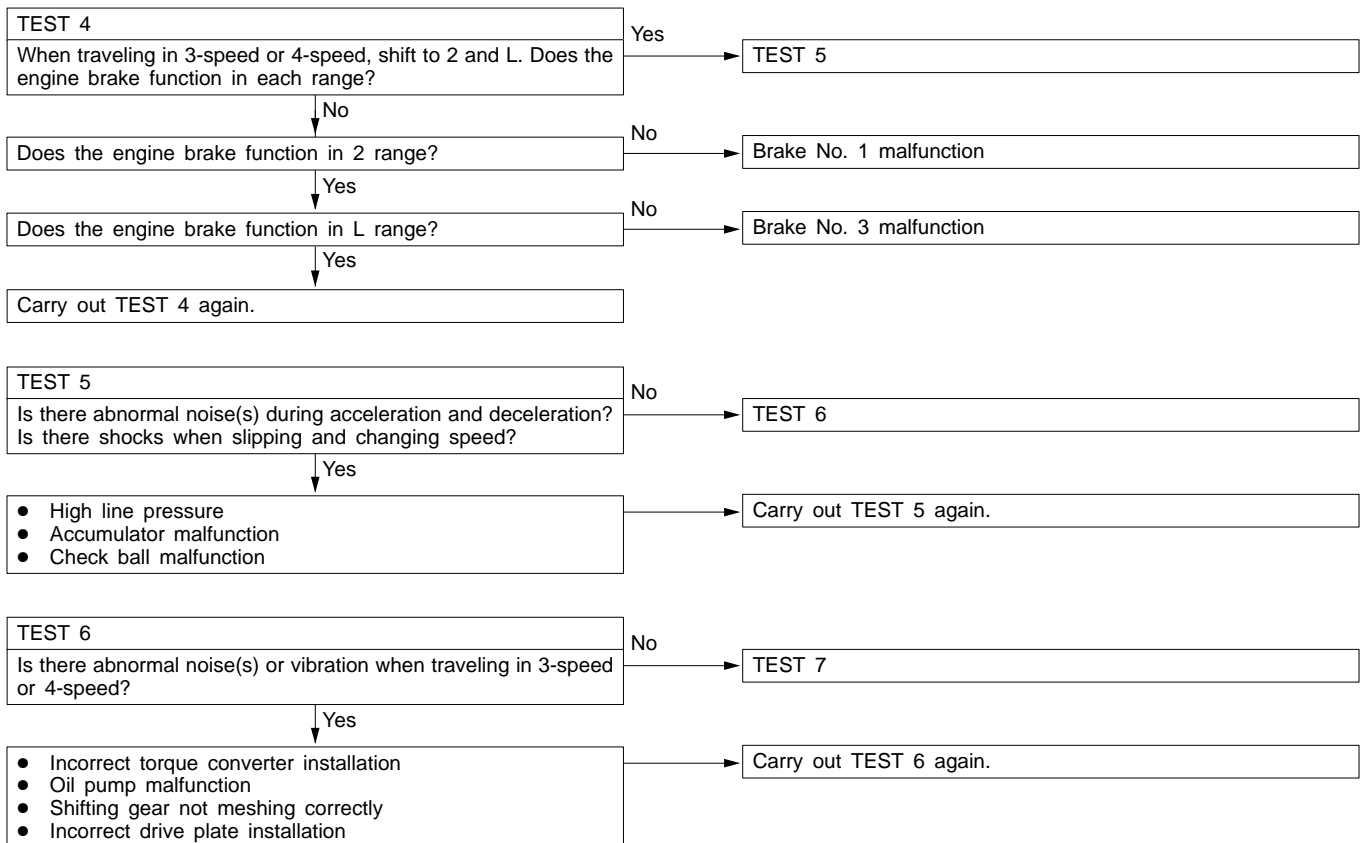 TEST 4
Yes
When traveling in 3-speed or 4-speed, shift to 2 and L. Does the
engine brake function in each range?
TEST 5
No
Does the engine brake function in 2 range?
No
Brake No. 1 malfunction
Yes
Does the engine brake function in L range?
No
Brake No. 3 malfunction
Yes
Carry out TEST 4 again.
TEST 5
No
Is there abnormal noise(s) during acceleration and deceleration?
Is there shocks when slipping and changing speed?
TEST 6
Yes
● High line pressure
● Accumulator malfunction
● Check ball malfunction
Carry out TEST 5 again.
TEST 6
No
Is there abnormal noise(s) or vibration when traveling in 3-speed
or 4-speed?
TEST 7
Yes
● Incorrect torque converter installation
● Oil pump malfunction
● Shifting gear not meshing correctly
● Incorrect drive plate installation
Carry out TEST 6 again.